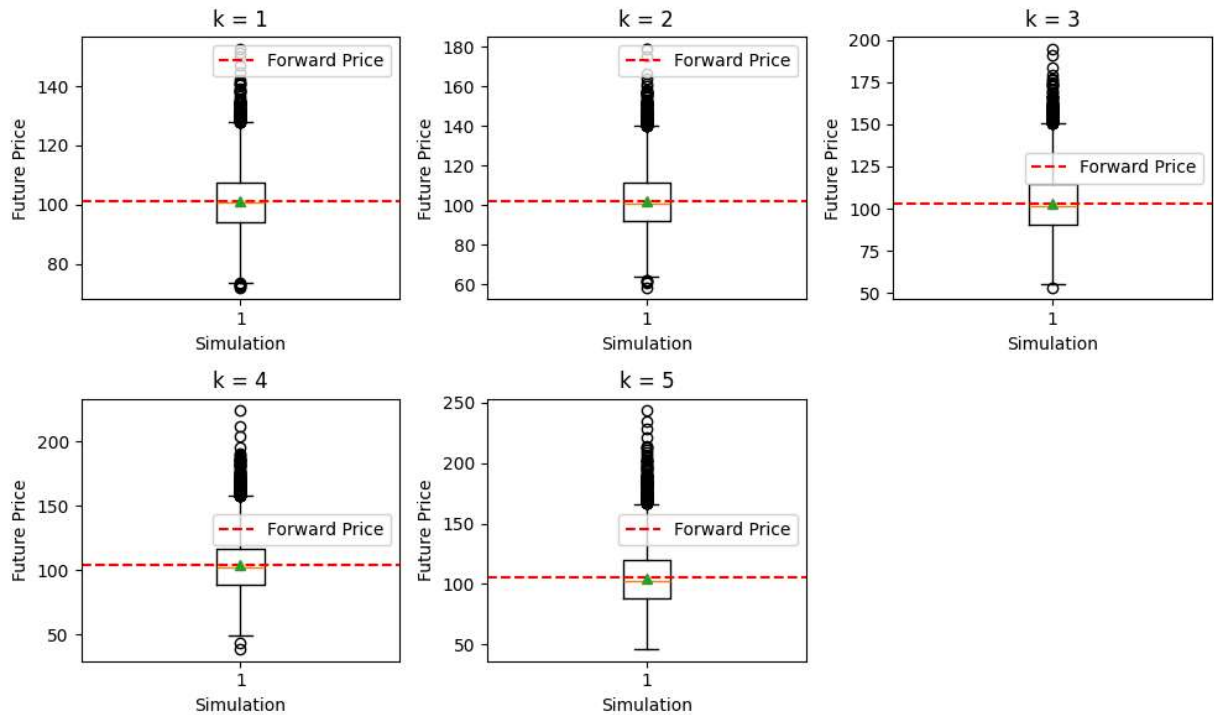 k = 1
Forward Price
140
120
100
80
Future Price
1
Simulation
k = 2
Forward Price
180
160
140
120
100
80
60
Future Price
1
Simulation
k = 3
Forward Price
200
175
150
125
100
75
50
Future Price
1
Simulation
k = 4
Forward Price
200
150
100
50
Future Price
1
Simulation
k = 5
Forward Price
250
200
150
100
50
Future Price
1
Simulation